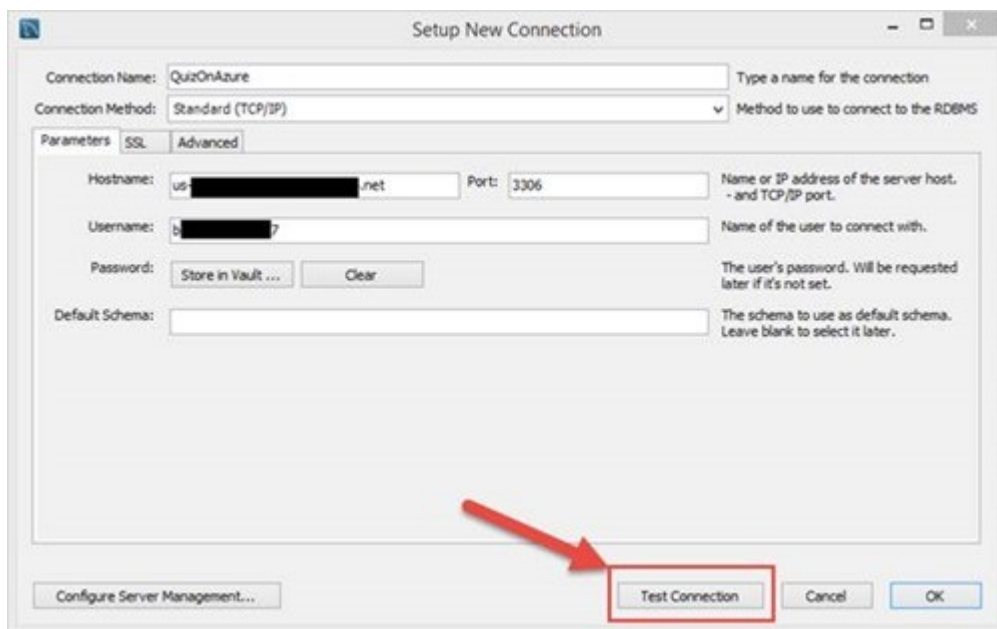 Setup New Connection
Connection Name: QuizOnAzure Type a name for the connection
Connection Method: Standard (TCP/IP) Method to use to connect to the RDBMS
Parameters SSL Advanced
Hostname: us- .net Port: 3306 Name or IP address of the server host.
- and TCP/IP port.
Username: b 7 Name of the user to connect with.
Password: Store in Vault ... Clear The user's password. Will be requested
later if it's not set.
Default Schema: The schema to use as default schema.
Leave blank to select it later.
Configure Server Management... Test Connection Cancel OK